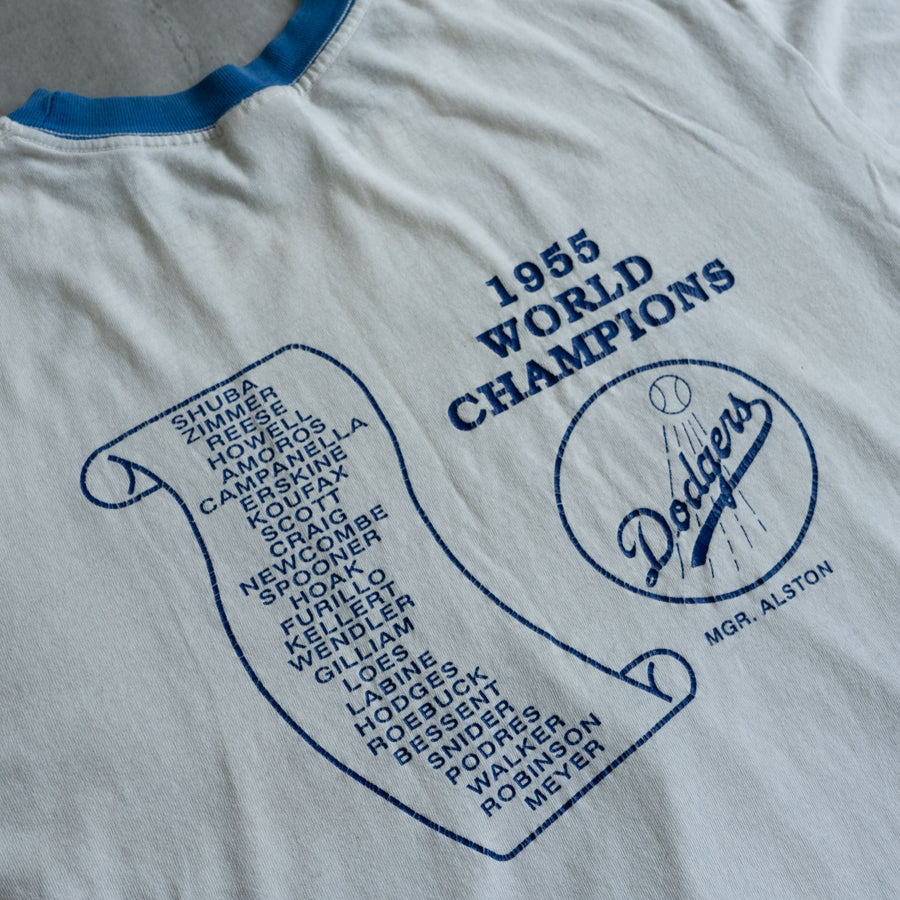 1955
WORLD
CHAMPIONS
Dodgers
MGR. ALSTON
SHUBA
ZIMMER
REESE
HOWELL
AMOROS
CAMPANELLA
ERSKINE
KOUFAX
SCOTT
CRAIG
NEWCOMBE
SPOONER
HOAK
FURILLO
KELLERT
WENDLER
GILLIAM
LOES
LABINE
HODGES
ROEBUCK
BESSENT
SNIDER
PODRES
WALKER
ROBINSON
MEYER